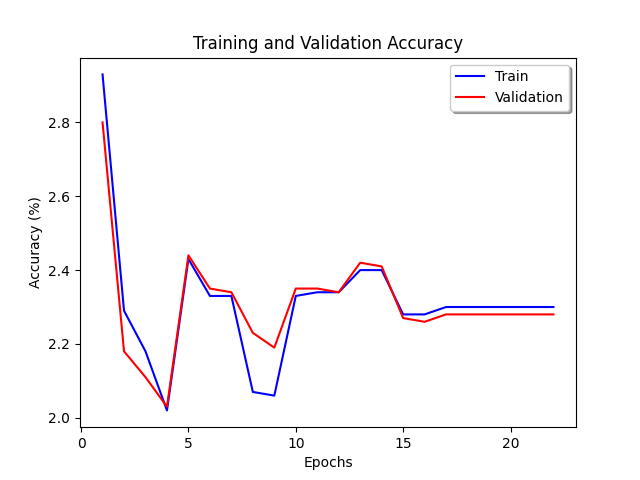 Training and Validation Accuracy
Train
Validation
Accuracy (%)
2.8
2.6
2.4
2.2
2.0
0 5 10 15 20
Epochs